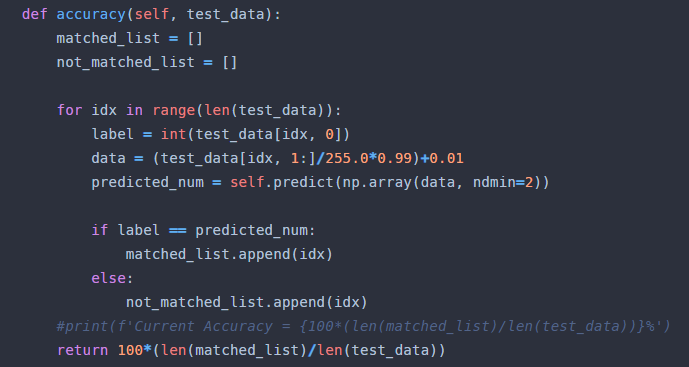 def accuracy(self, test_data):
    matched_list = []
    not_matched_list = []

    for idx in range(len(test_data)):
        label = int(test_data[idx, 0])
        data = (test_data[idx, 1:]/255.0*0.99)+0.01
        predicted_num = self.predict(np.array(data, ndmin=2))

        if label == predicted_num:
            matched_list.append(idx)
        else:
            not_matched_list.append(idx)
    #print(f'Current Accuracy = {100*(len(matched_list)/len(test_data))}%')
    return 100*(len(matched_list)/len(test_data))